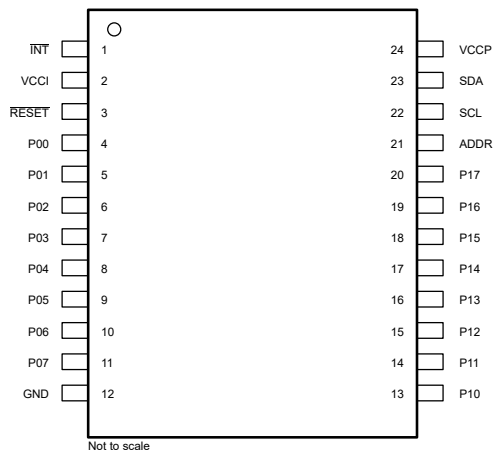 INT 1 24 VCCP
VCCI 2 23 SDA
RESET 3 22 SCL
P00 4 21 ADDR
P01 5 20 P17
P02 6 19 P16
P03 7 18 P15
P04 8 17 P14
P05 9 16 P13
P06 10 15 P12
P07 11 14 P11
GND 12 13 P10
Not to scale